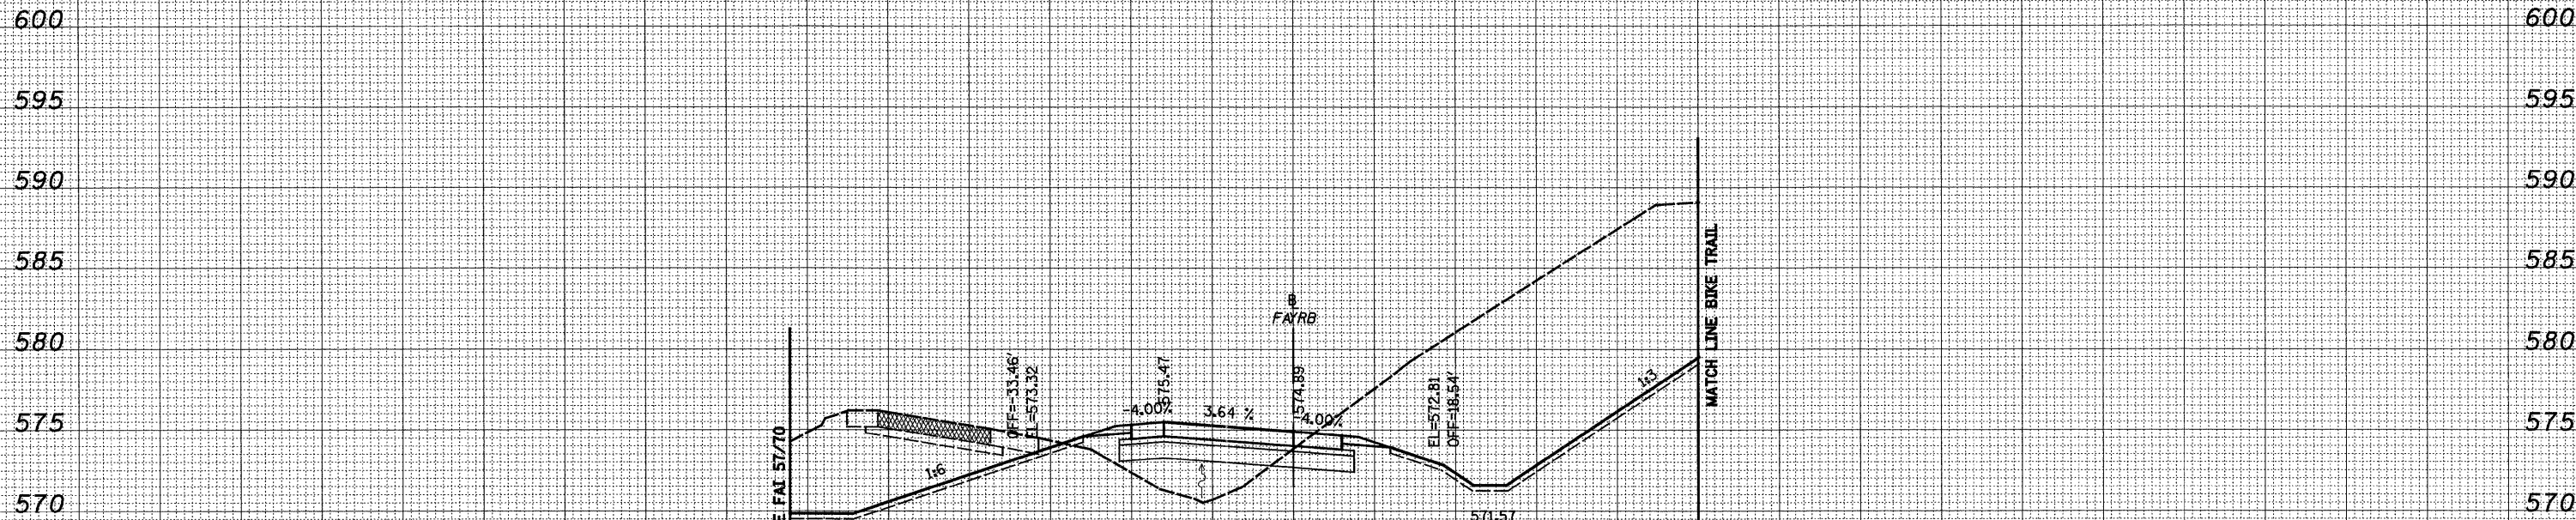 600 600
595 595
590 590
585 585
580 580
575 575
570 570
MATCH LINE BIKE TRAIL
E FAI 57/70
FAYRB
OFF=-33.46'
EL=573.32
575.47
574.89
-4.00%
3.64 %
-4.00%
EL=572.81
OFF=18.54'
1:6
1:3
571.57